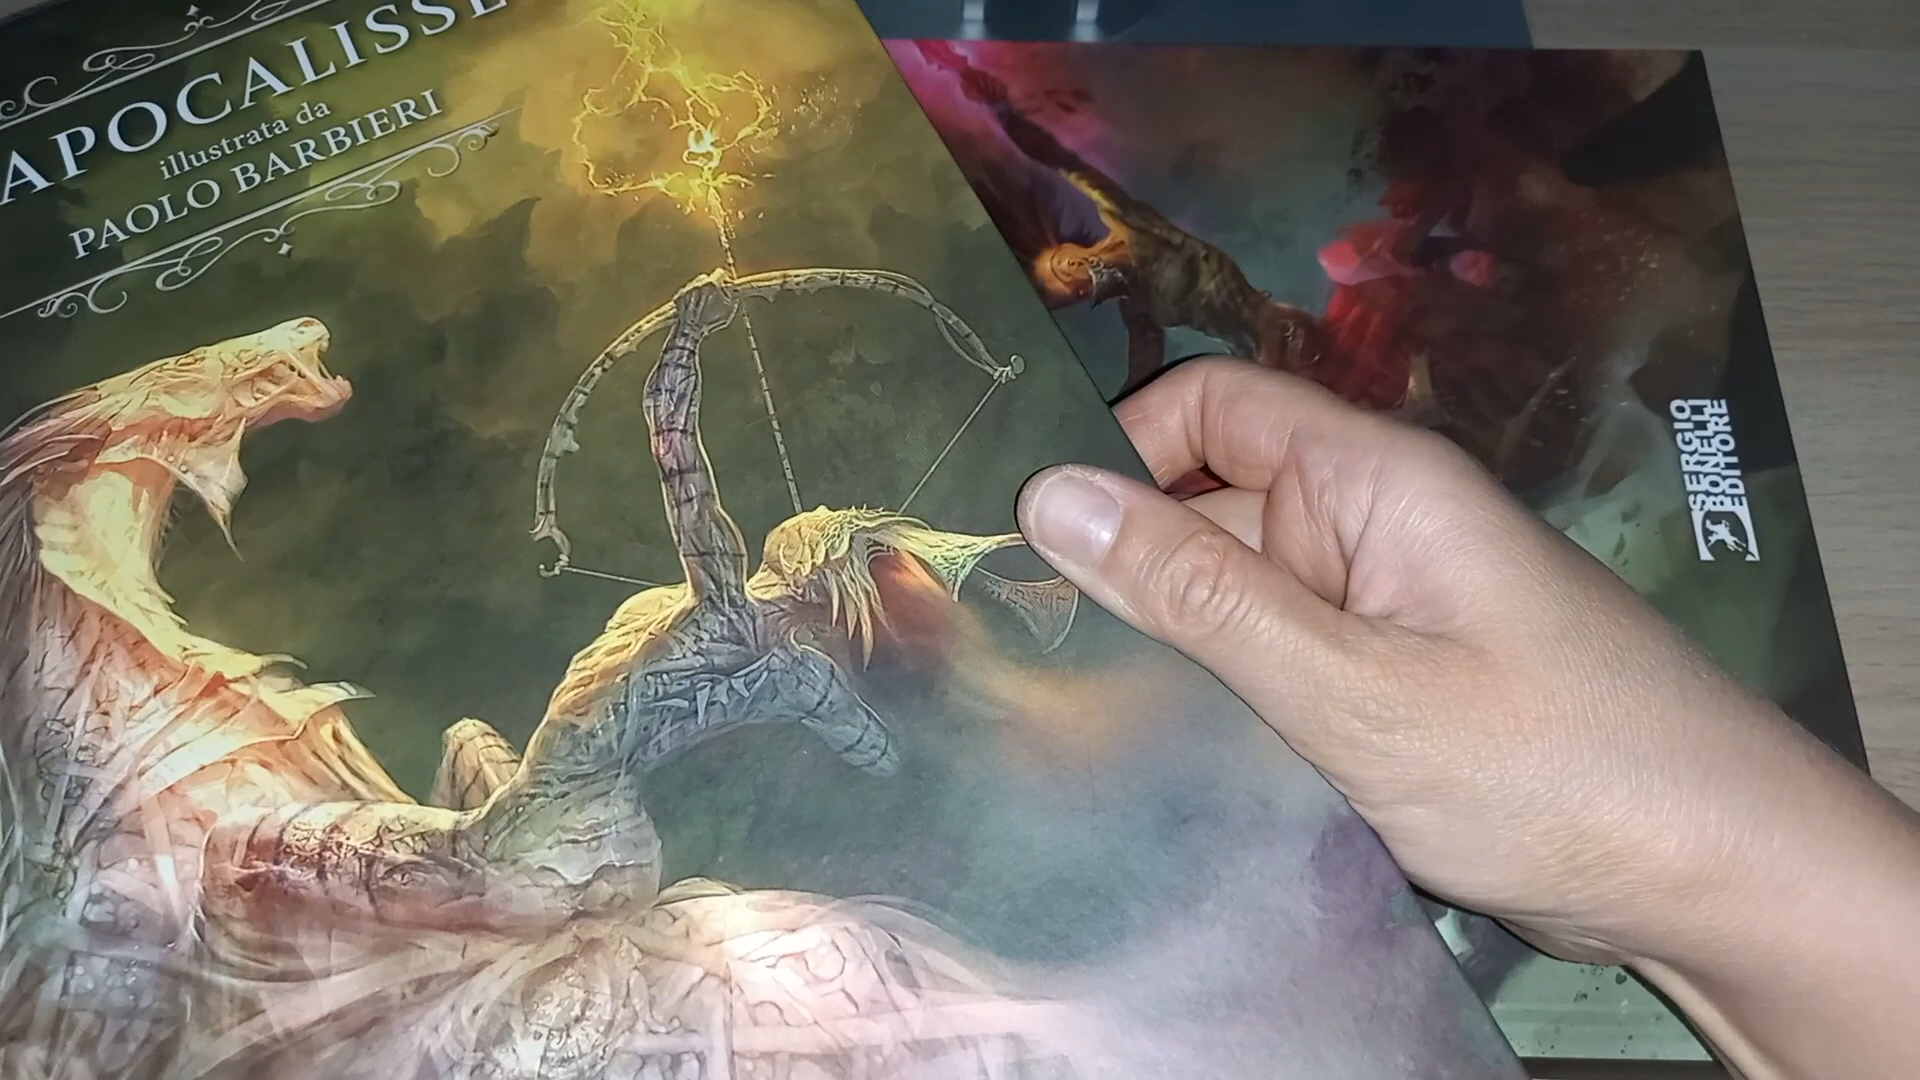 APOCALISSE
illustrata da
PAOLO BARBIERI
SERGIO
BONELLI
EDITORE